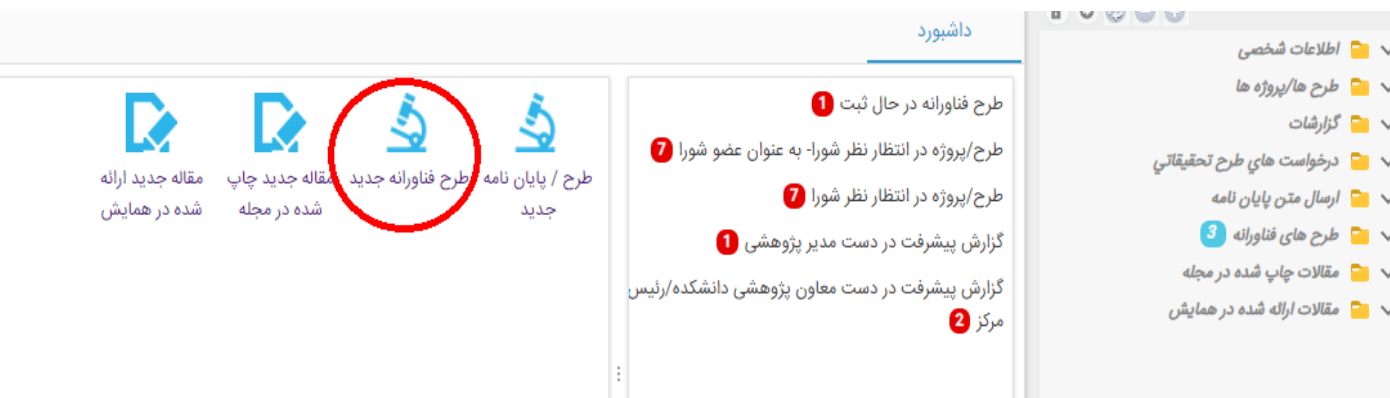 اطلاعات شخصی
طرح ها/پروژه ها
گزارشات
درخواست هاي طرح تحقيقاتي
ارسال متن پایان نامه
طرح های فناورانه 3
مقالات چاپ شده در مجله
مقالات ارائه شده در همایش
داشبورد
طرح فناورانه در حال ثبت 1
طرح/پروژه در انتظار نظر شورا- به عنوان عضو شورا 7
طرح/پروژه در انتظار نظر شورا 7
گزارش پیشرفت در دست مدیر پژوهشی 1
گزارش پیشرفت در دست معاون پژوهشی دانشکده/رئیس
مرکز 2
طرح / پایان نامه
جدید
طرح فناورانه جدید
مقاله جدید چاپ
شده در مجله
مقاله جدید ارائه
شده در همایش